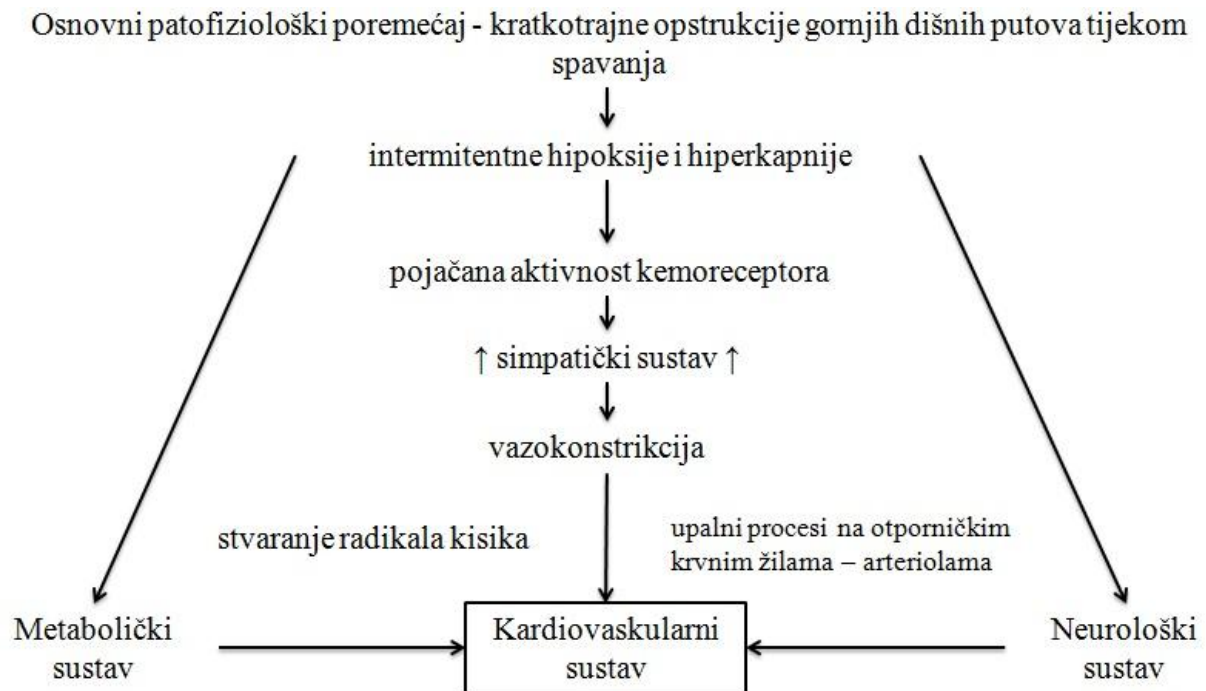 Osnovni patofiziološki poremećaj - kratkotrajne opstrukcije gornjih dišnih putova tijekom
spavanja
intermitentne hipoksije i hiperkapnije
pojačana aktivnost kemoreceptora
↑ simpatički sustav ↑
vazokonstrikcija
stvaranje radikala kisika
upalni procesi na otporničkim
krvnim žilama – arteriolama
Metabolički
sustav
Kardiovaskularni
sustav
Neurološki
sustav